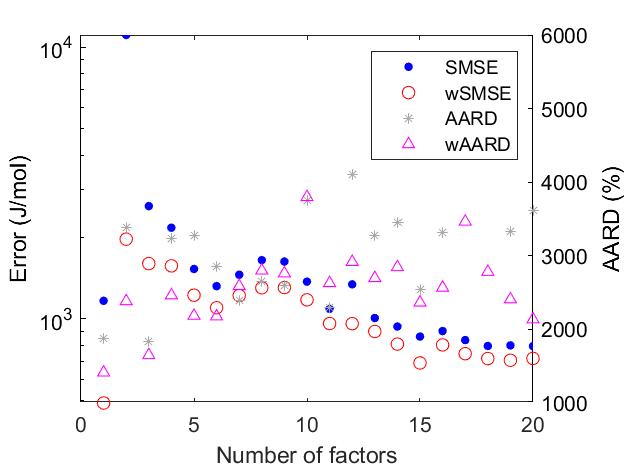 10^4
10^3
Error (J/mol)
SMSE
wSMSE
AARD
wAARD
6000
5000
4000
3000
2000
1000
AARD (%)
0 5 10 15 20
Number of factors